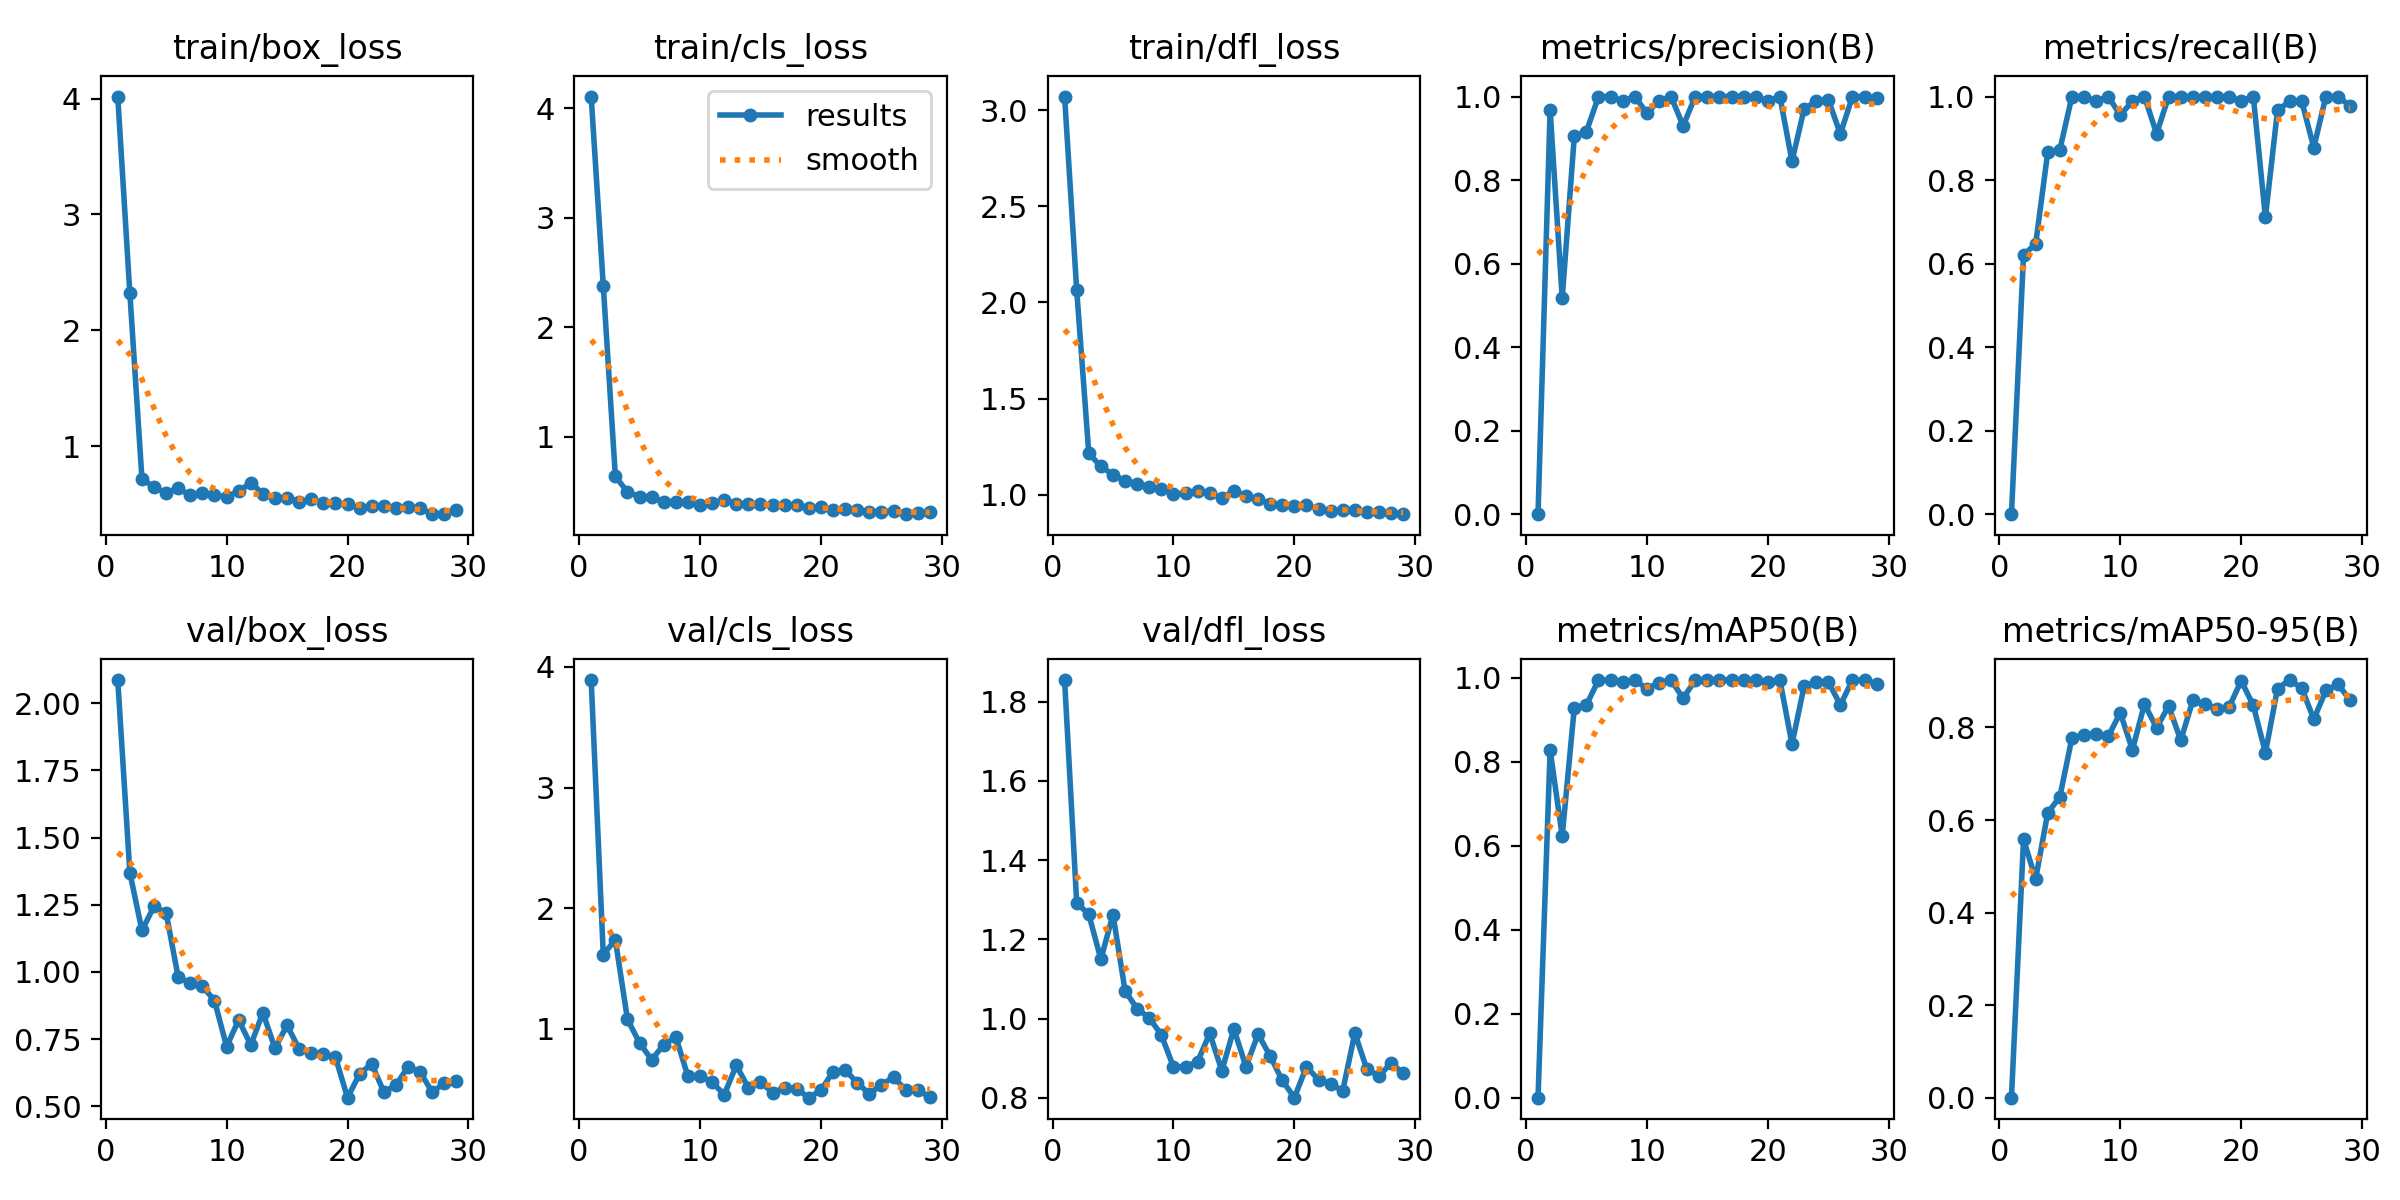 train/box_loss
4
3
2
1
0 10 20 30
train/cls_loss
results
smooth
4
3
2
1
0 10 20 30
train/dfl_loss
3.0
2.5
2.0
1.5
1.0
0 10 20 30
metrics/precision(B)
1.0
0.8
0.6
0.4
0.2
0.0
0 10 20 30
metrics/recall(B)
1.0
0.8
0.6
0.4
0.2
0.0
0 10 20 30
val/box_loss
2.00
1.75
1.50
1.25
1.00
0.75
0.50
0 10 20 30
val/cls_loss
4
3
2
1
0 10 20 30
val/dfl_loss
1.8
1.6
1.4
1.2
1.0
0.8
0 10 20 30
metrics/mAP50(B)
1.0
0.8
0.6
0.4
0.2
0.0
0 10 20 30
metrics/mAP50-95(B)
0.8
0.6
0.4
0.2
0.0
0 10 20 30